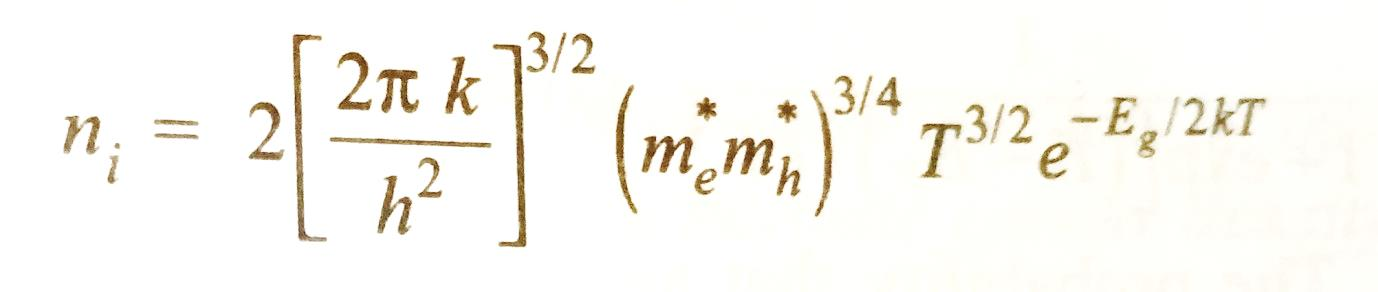 n_i = 2[2π k / h^2]^{3/2} (m_e^* m_h^*)^{3/4} T^{3/2} e^{-E_g/2kT}